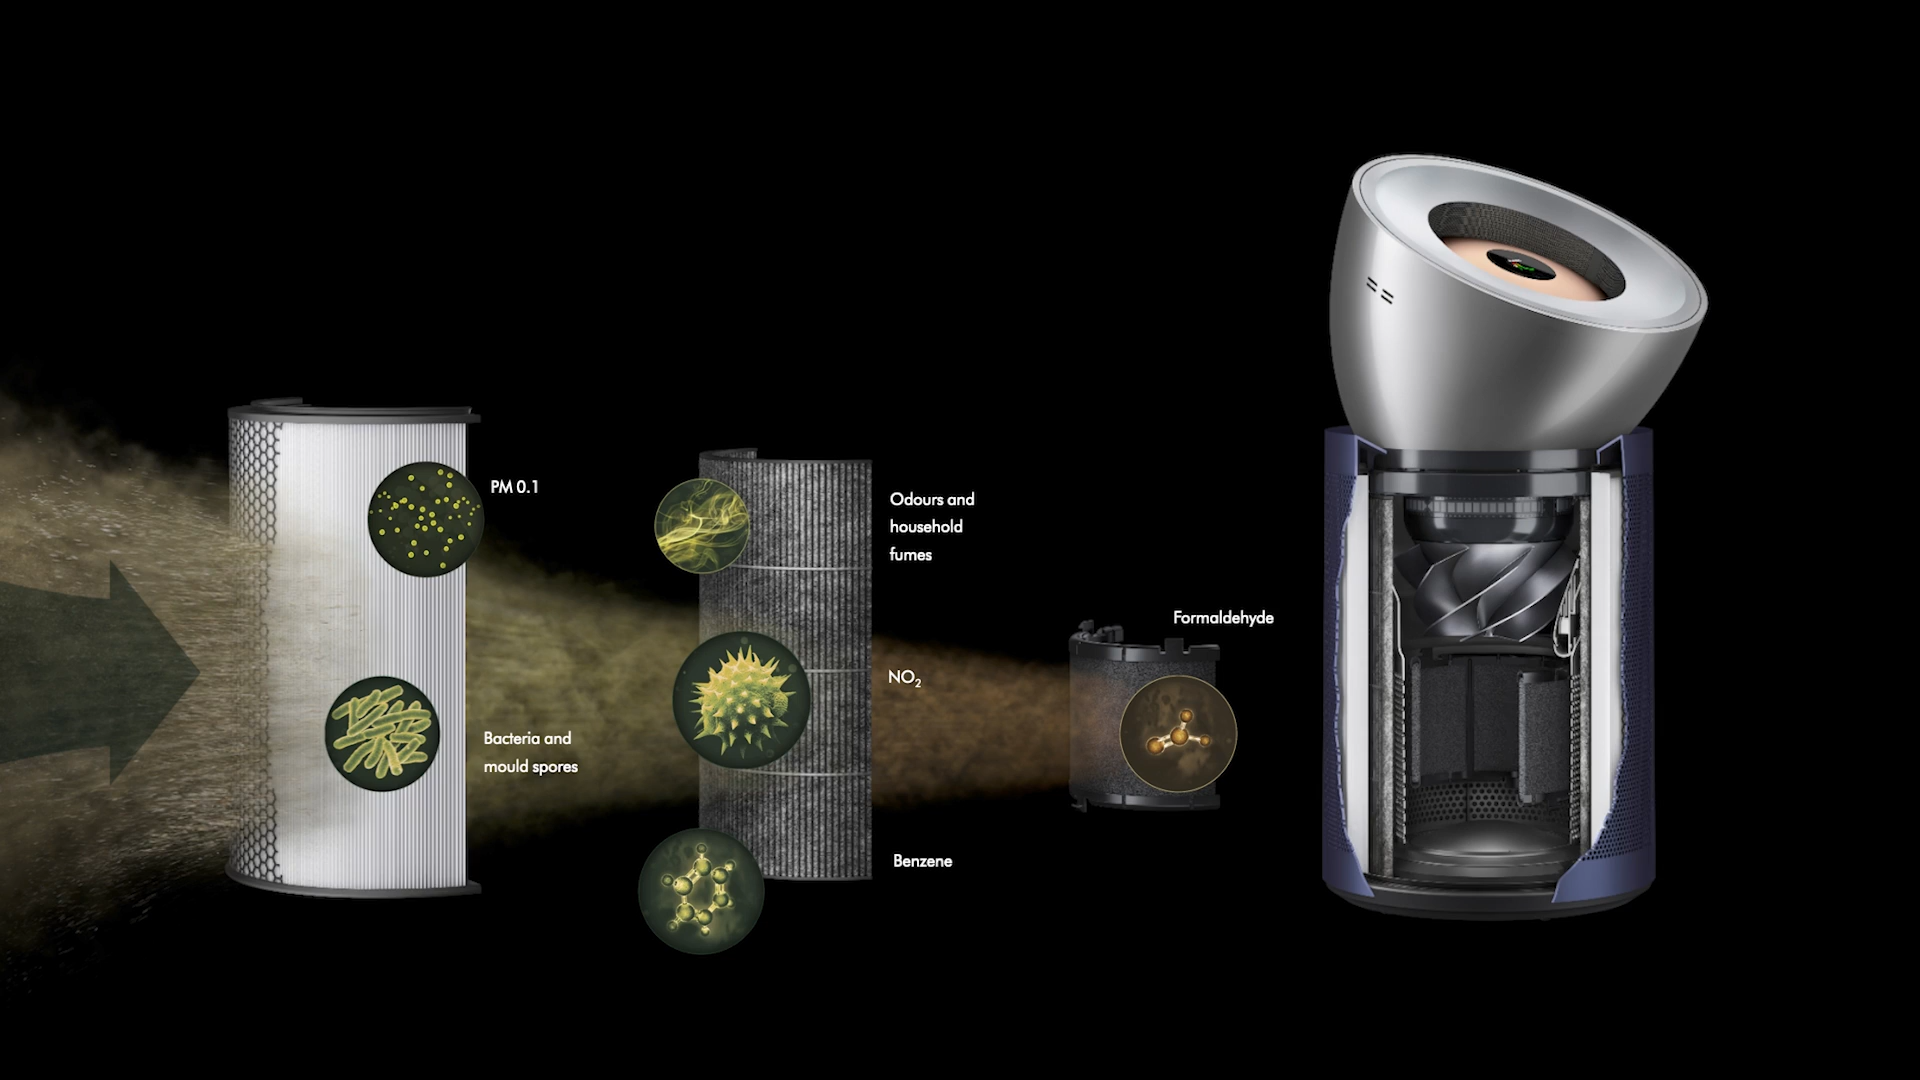 PM 0.1
Bacteria and
mould spores
Odours and
household
fumes
NO₂
Benzene
Formaldehyde